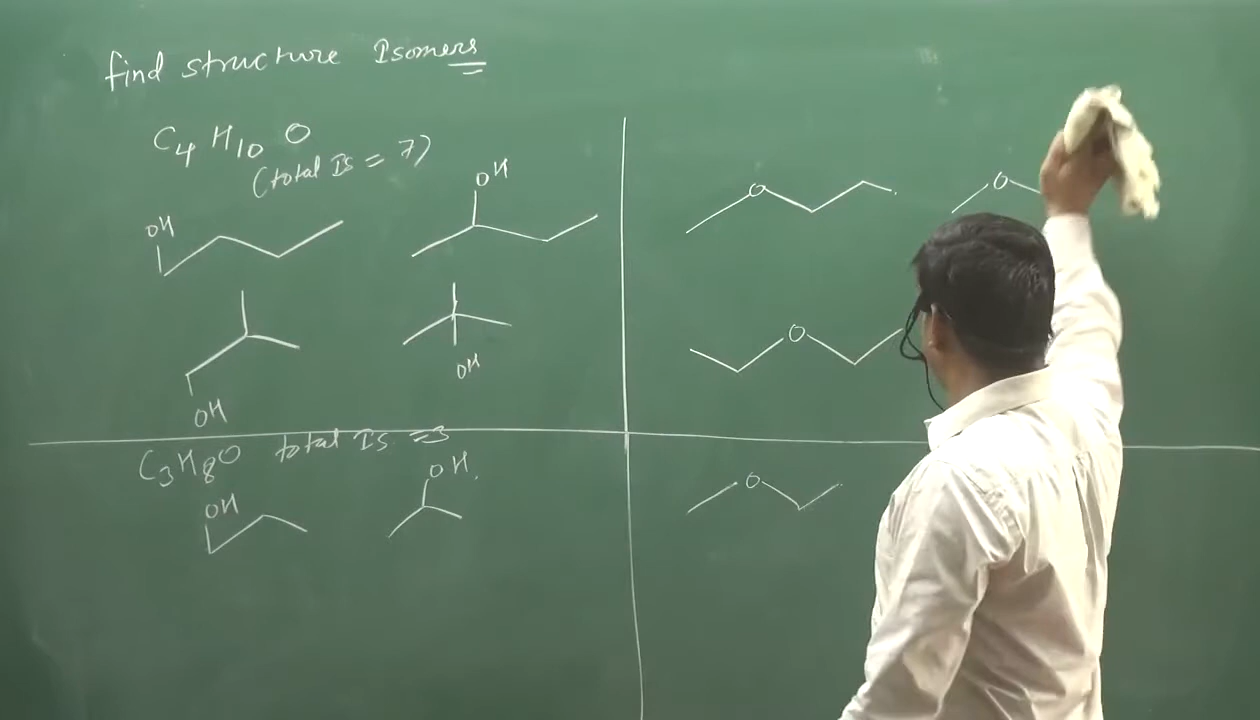 find structure Isomers
C4 H10 O
(total Is = 7)
OH
OH
OH
OH
O
O
O
C3H8O total Is = 3
OH
OH
O